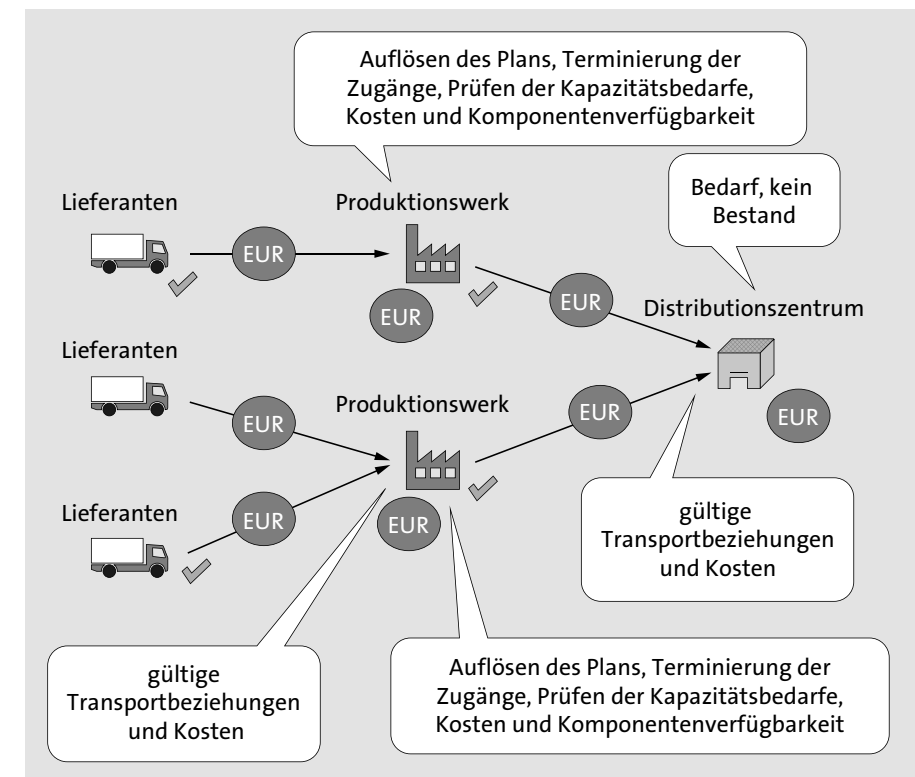 Auflösen des Plans, Terminierung der
Zugänge, Prüfen der Kapazitätsbedarfe,
Kosten und Komponentenverfügbarkeit
Bedarf, kein
Bestand
Lieferanten
Produktionswerk
EUR
EUR
EUR
Distributionszentrum
Lieferanten
EUR
Produktionswerk
EUR
EUR
Lieferanten
EUR
EUR
gültige
Transportbeziehungen
und Kosten
gültige
Transportbeziehungen
und Kosten
Auflösen des Plans, Terminierung der
Zugänge, Prüfen der Kapazitätsbedarfe,
Kosten und Komponentenverfügbarkeit